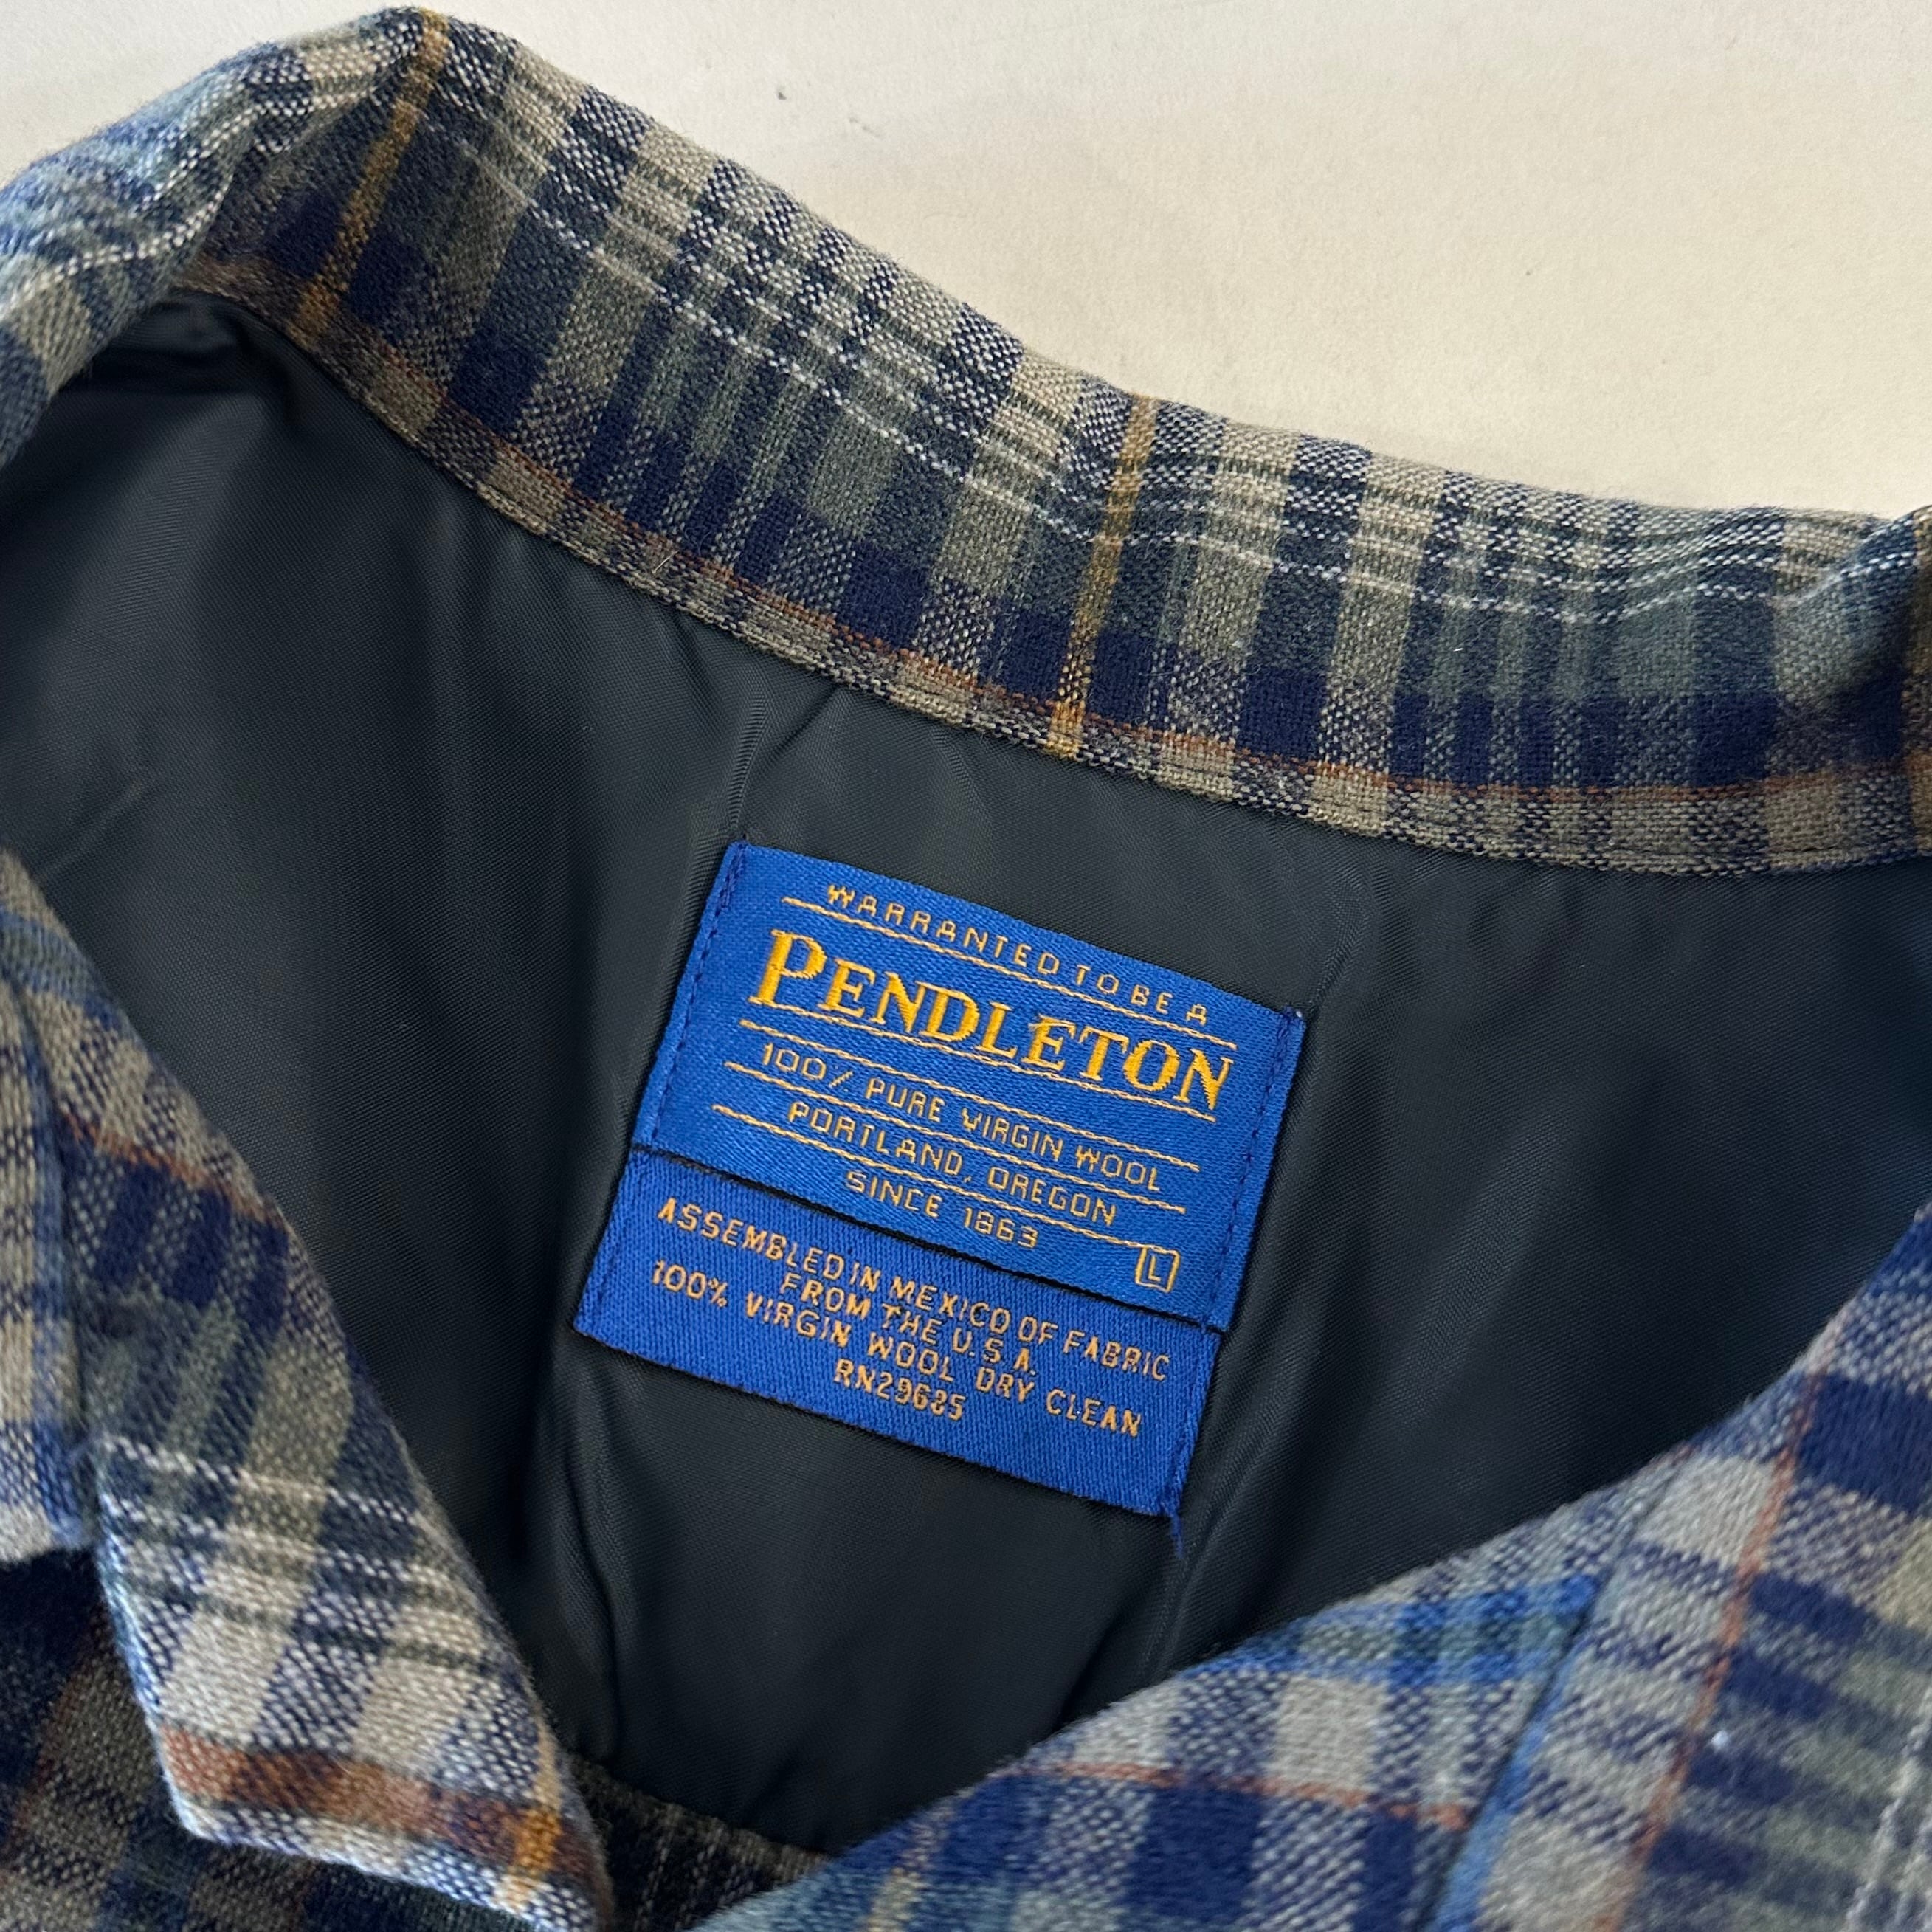 WARRANTED TO BE A
PENDLETON
100/ PURE VIRGIN WOOL
PORTLAND, OREGON
SINCE 1863
L
ASSEMBLED IN MEXICO OF FABRIC
FROM THE U.S.A.
100% VIRGIN WOOL DRY CLEAN
RN29685